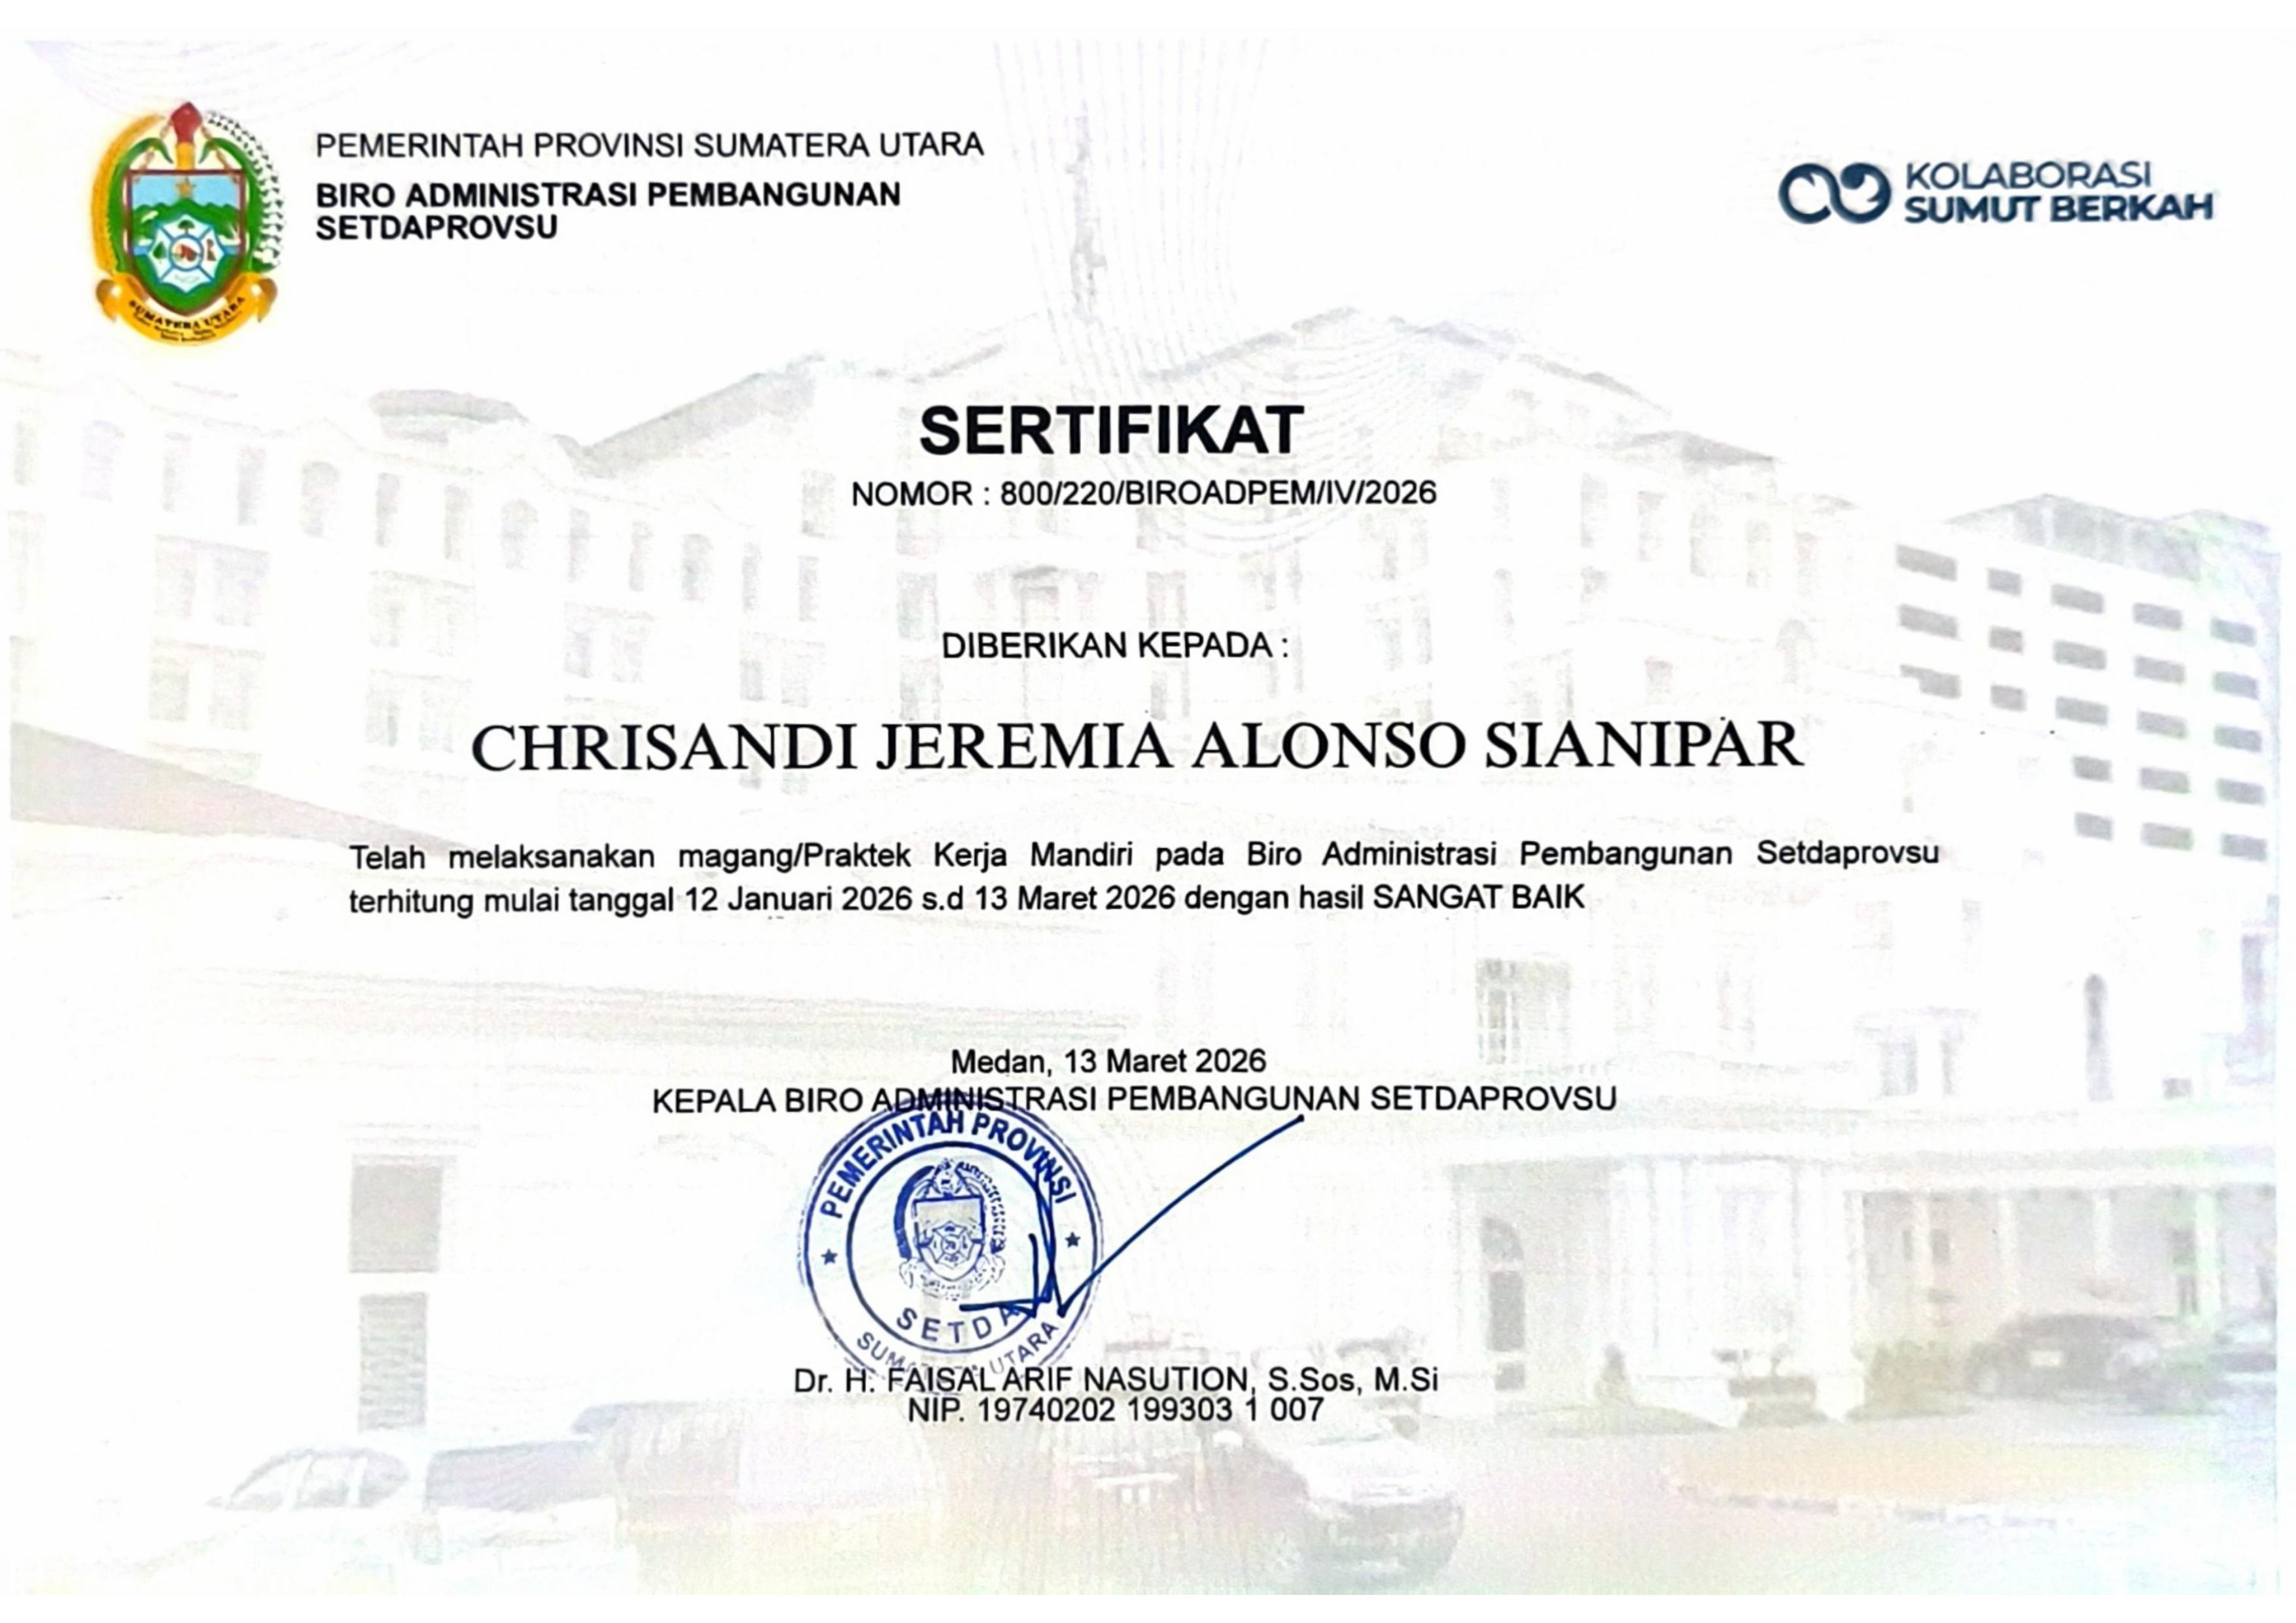 PEMERINTAH PROVINSI SUMATERA UTARA
BIRO ADMINISTRASI PEMBANGUNAN
SETDAPROVSU
KOLABORASI
SUMUT BERKAH
SUMATERA UTARA
SERTIFIKAT
NOMOR : 800/220/BIROADPEM/IV/2026
DIBERIKAN KEPADA :
CHRISANDI JEREMIA ALONSO SIANIPAR
Telah melaksanakan magang/Praktek Kerja Mandiri pada Biro Administrasi Pembangunan Setdaprovsu
terhitung mulai tanggal 12 Januari 2026 s.d 13 Maret 2026 dengan hasil SANGAT BAIK
Medan, 13 Maret 2026
KEPALA BIRO ADMINISTRASI PEMBANGUNAN SETDAPROVSU
PEMERINTAH PROVINSI
SETDA
SUMATERA UTARA
Dr. H. FAISAL ARIF NASUTION, S.Sos, M.Si
NIP. 19740202 199303 1 007